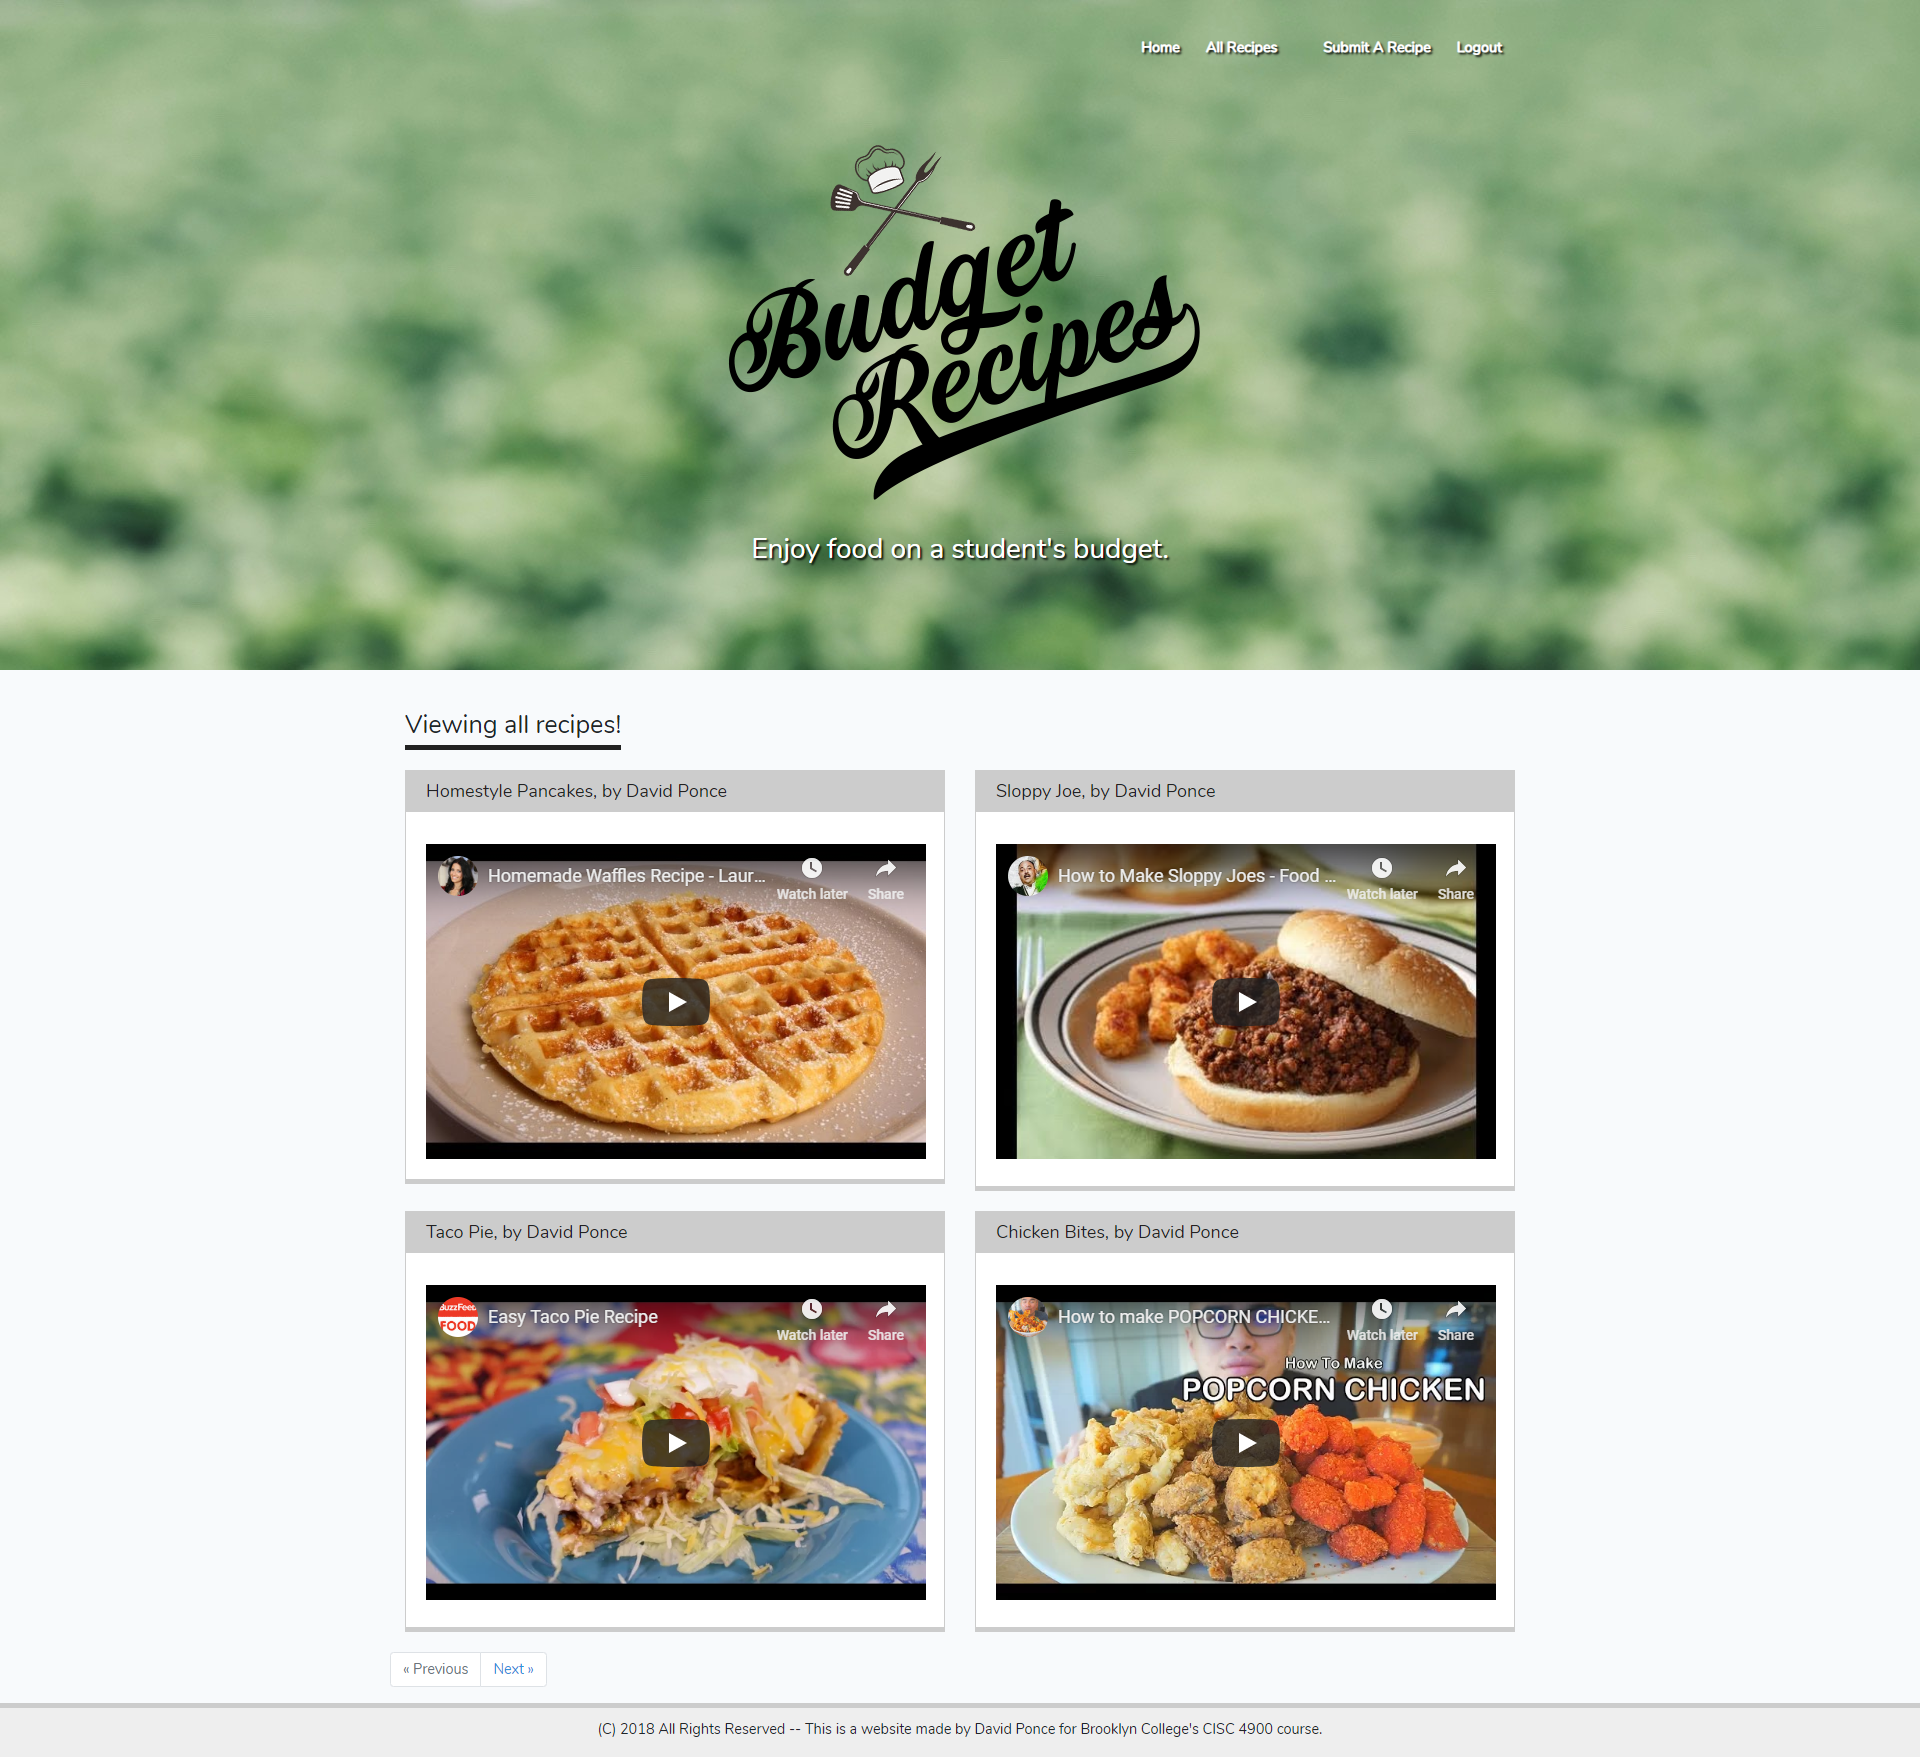 Home All Recipes Submit A Recipe Logout
Budget
Recipes
Enjoy food on a student's budget.
Viewing all recipes!
Homestyle Pancakes, by David Ponce
Homemade Waffles Recipe - Laur...
Watch later Share
Sloppy Joe, by David Ponce
How to Make Sloppy Joes - Food ...
Watch later Share
Taco Pie, by David Ponce
BuzzFeed
FOOD
Easy Taco Pie Recipe
Watch later Share
Chicken Bites, by David Ponce
How to make POPCORN CHICKE...
Watch later Share
How To Make
POPCORN CHICKEN
« Previous Next »
(C) 2018 All Rights Reserved -- This is a website made by David Ponce for Brooklyn College's CISC 4900 course.